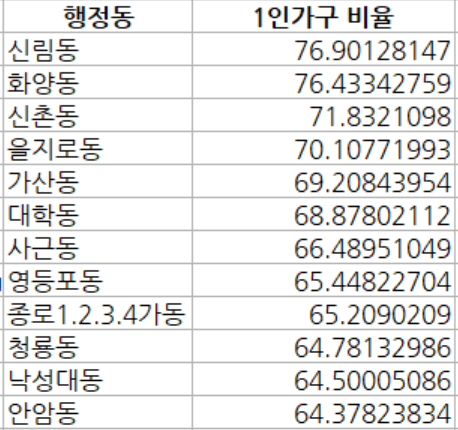 행정동 1인가구 비율
신림동 76.90128147
화양동 76.43342759
신촌동 71.8321098
을지로동 70.10771993
가산동 69.20843954
대학동 68.87802112
사근동 66.48951049
영등포동 65.44822704
종로1.2.3.4가동 65.2090209
청룡동 64.78132986
낙성대동 64.50005086
안암동 64.37823834